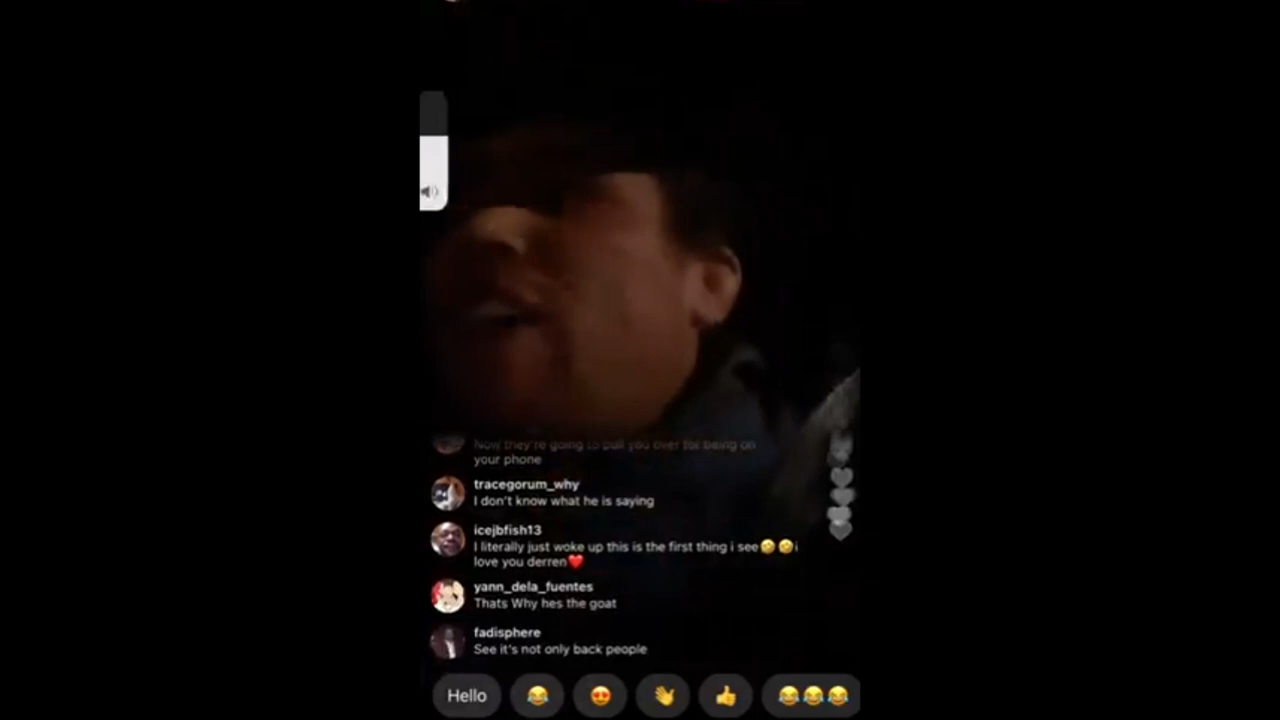 Now they're going to pull you over for being on
your phone
tracegorum_why
I don't know what he is saying
icejbfish13
I literally just woke up this is the first thing i see🤣🤣i
love you derren❤️
yann_dela_fuentes
Thats Why hes the goat
fadisphere
See it's not only back people
Hello